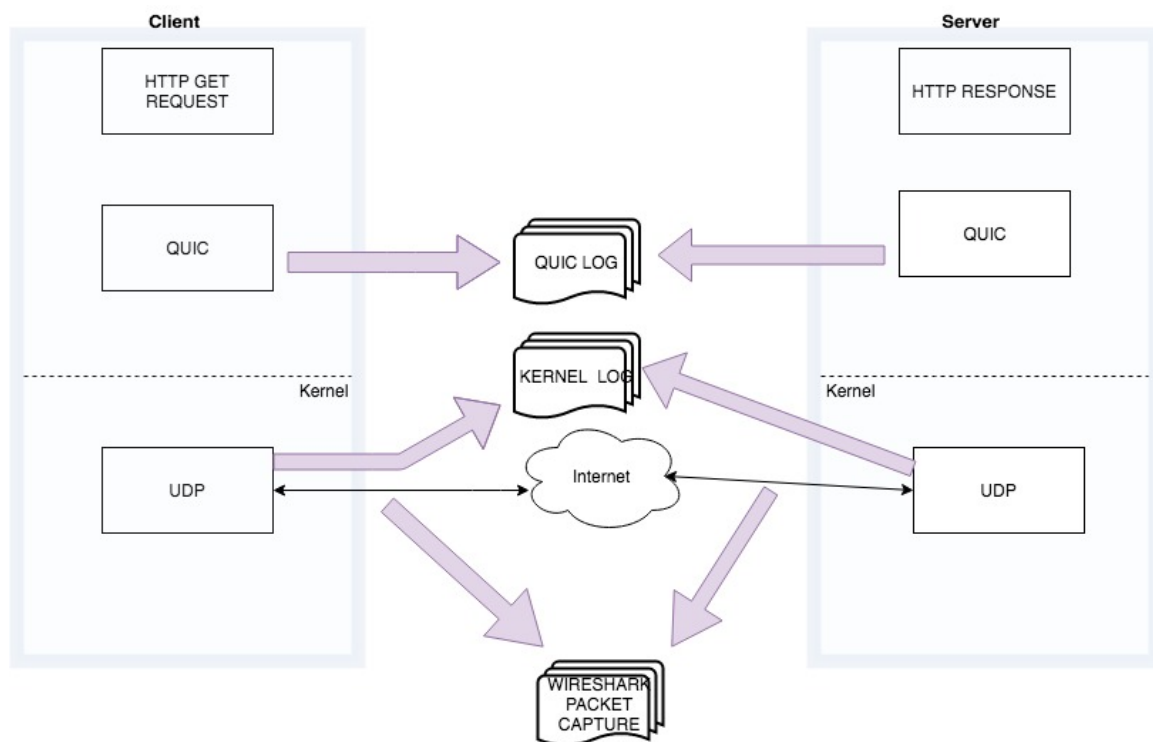 Client
Server
HTTP GET
REQUEST
HTTP RESPONSE
QUIC
QUIC LOG
QUIC
KERNEL LOG
Kernel
Kernel
UDP
Internet
UDP
WIRESHARK
PACKET
CAPTURE